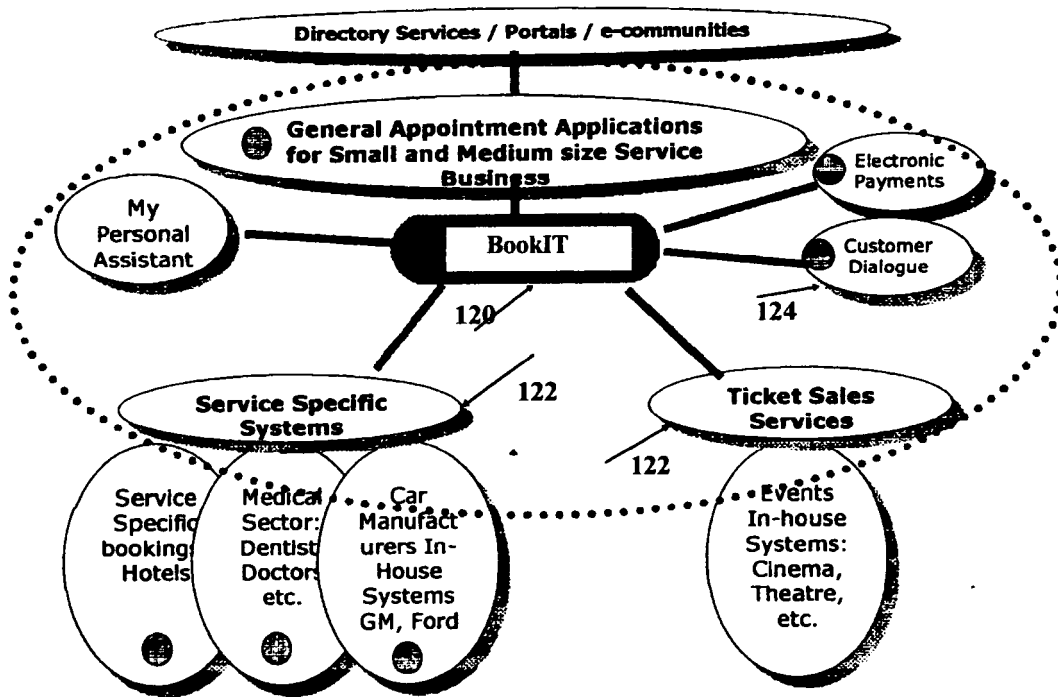 Directory Services / Portals / e-communities
General Appointment Applications
for Small and Medium size Service
Business
Electronic
Payments
My
Personal
Assistant
BookIT
Customer
Dialogue
120
124
122
Service Specific
Systems
Ticket Sales
Services
122
Service
Specific
bookings
Hotels
Medical
Sector:
Dentist
Doctors
etc.
Car
Manufact
urers In-
House
Systems
GM, Ford
Events
In-house
Systems:
Cinema,
Theatre,
etc.